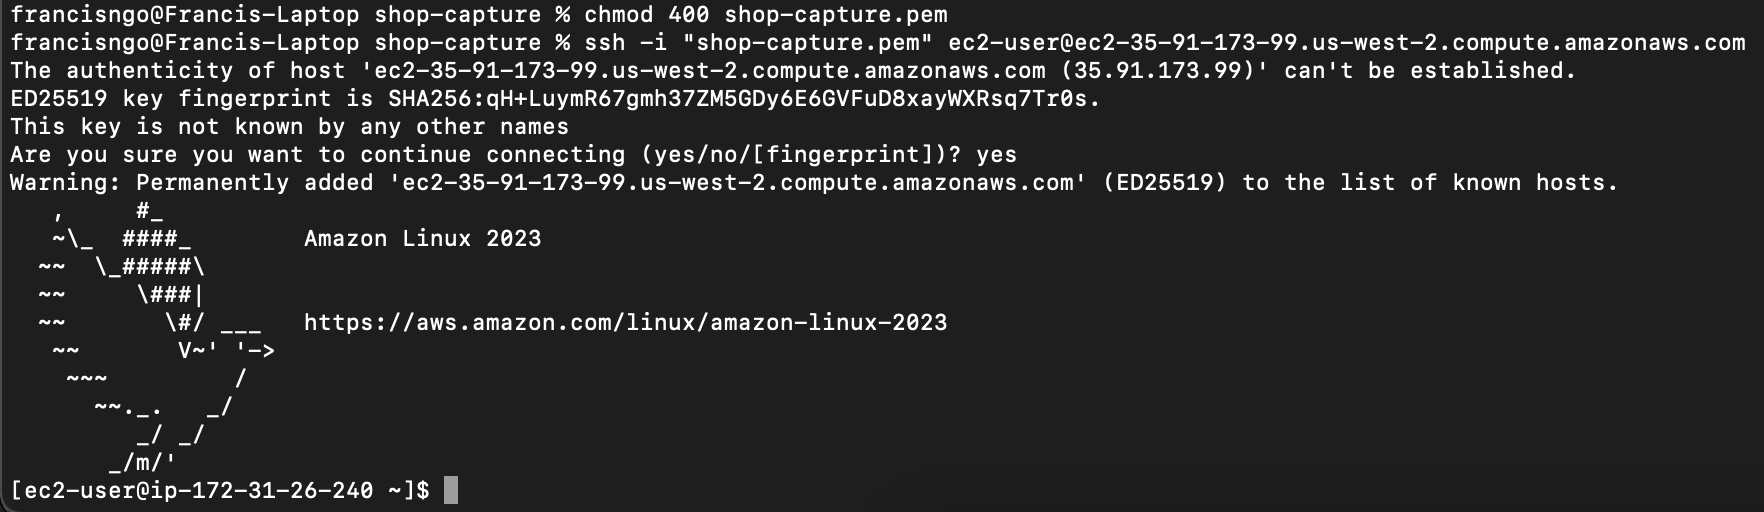 francisngo@Francis-Laptop shop-capture % chmod 400 shop-capture.pem
francisngo@Francis-Laptop shop-capture % ssh -i "shop-capture.pem" ec2-user@ec2-35-91-173-99.us-west-2.compute.amazonaws.com
The authenticity of host 'ec2-35-91-173-99.us-west-2.compute.amazonaws.com (35.91.173.99)' can't be established.
ED25519 key fingerprint is SHA256:qH+LuymR67gmh37ZM5GDy6E6GVFuD8xayWXRsq7Tr0s.
This key is not known by any other names
Are you sure you want to continue connecting (yes/no/[fingerprint])? yes
Warning: Permanently added 'ec2-35-91-173-99.us-west-2.compute.amazonaws.com' (ED25519) to the list of known hosts.
   ,     #_
   ~\_  ####_        Amazon Linux 2023
  ~~  \_#####\
  ~~     \###|
  ~~       \#/ ___   https://aws.amazon.com/linux/amazon-linux-2023
   ~~       V~' '->
    ~~~         /
      ~~._.   _/
         _/ _/
       _/m/'
[ec2-user@ip-172-31-26-240 ~]$